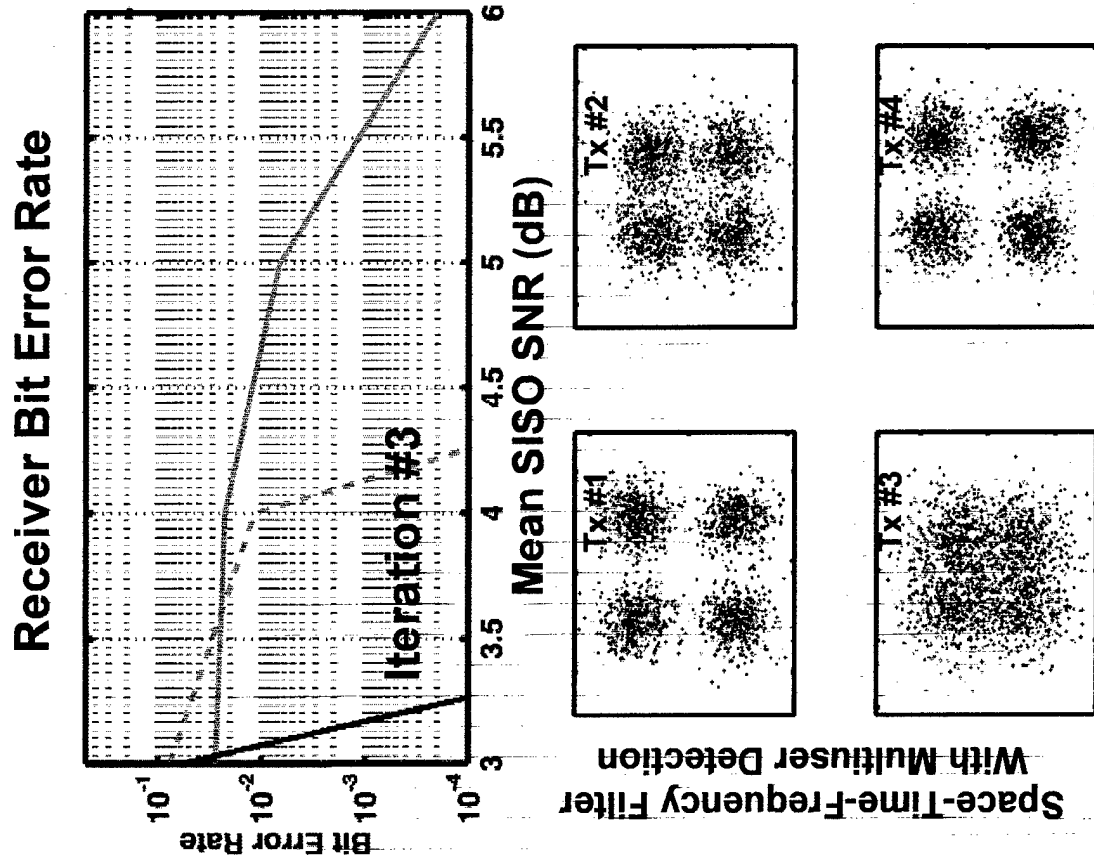 Receiver Bit Error Rate
Bit Error Rate
10⁻¹
10⁻²
10⁻³
10⁻⁴
3
3.5
4
4.5
5
5.5
6
Iteration #3
Mean SISO SNR (dB)
Space-Time-Frequency Filter
With Multiuser Detection
Tx #1
Tx #2
Tx #3
Tx #4